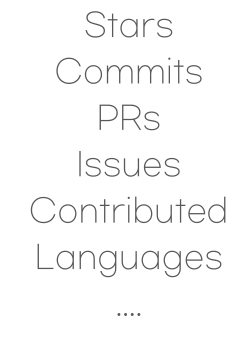 Stars
Commits
PRs
Issues
Contributed
Languages
....